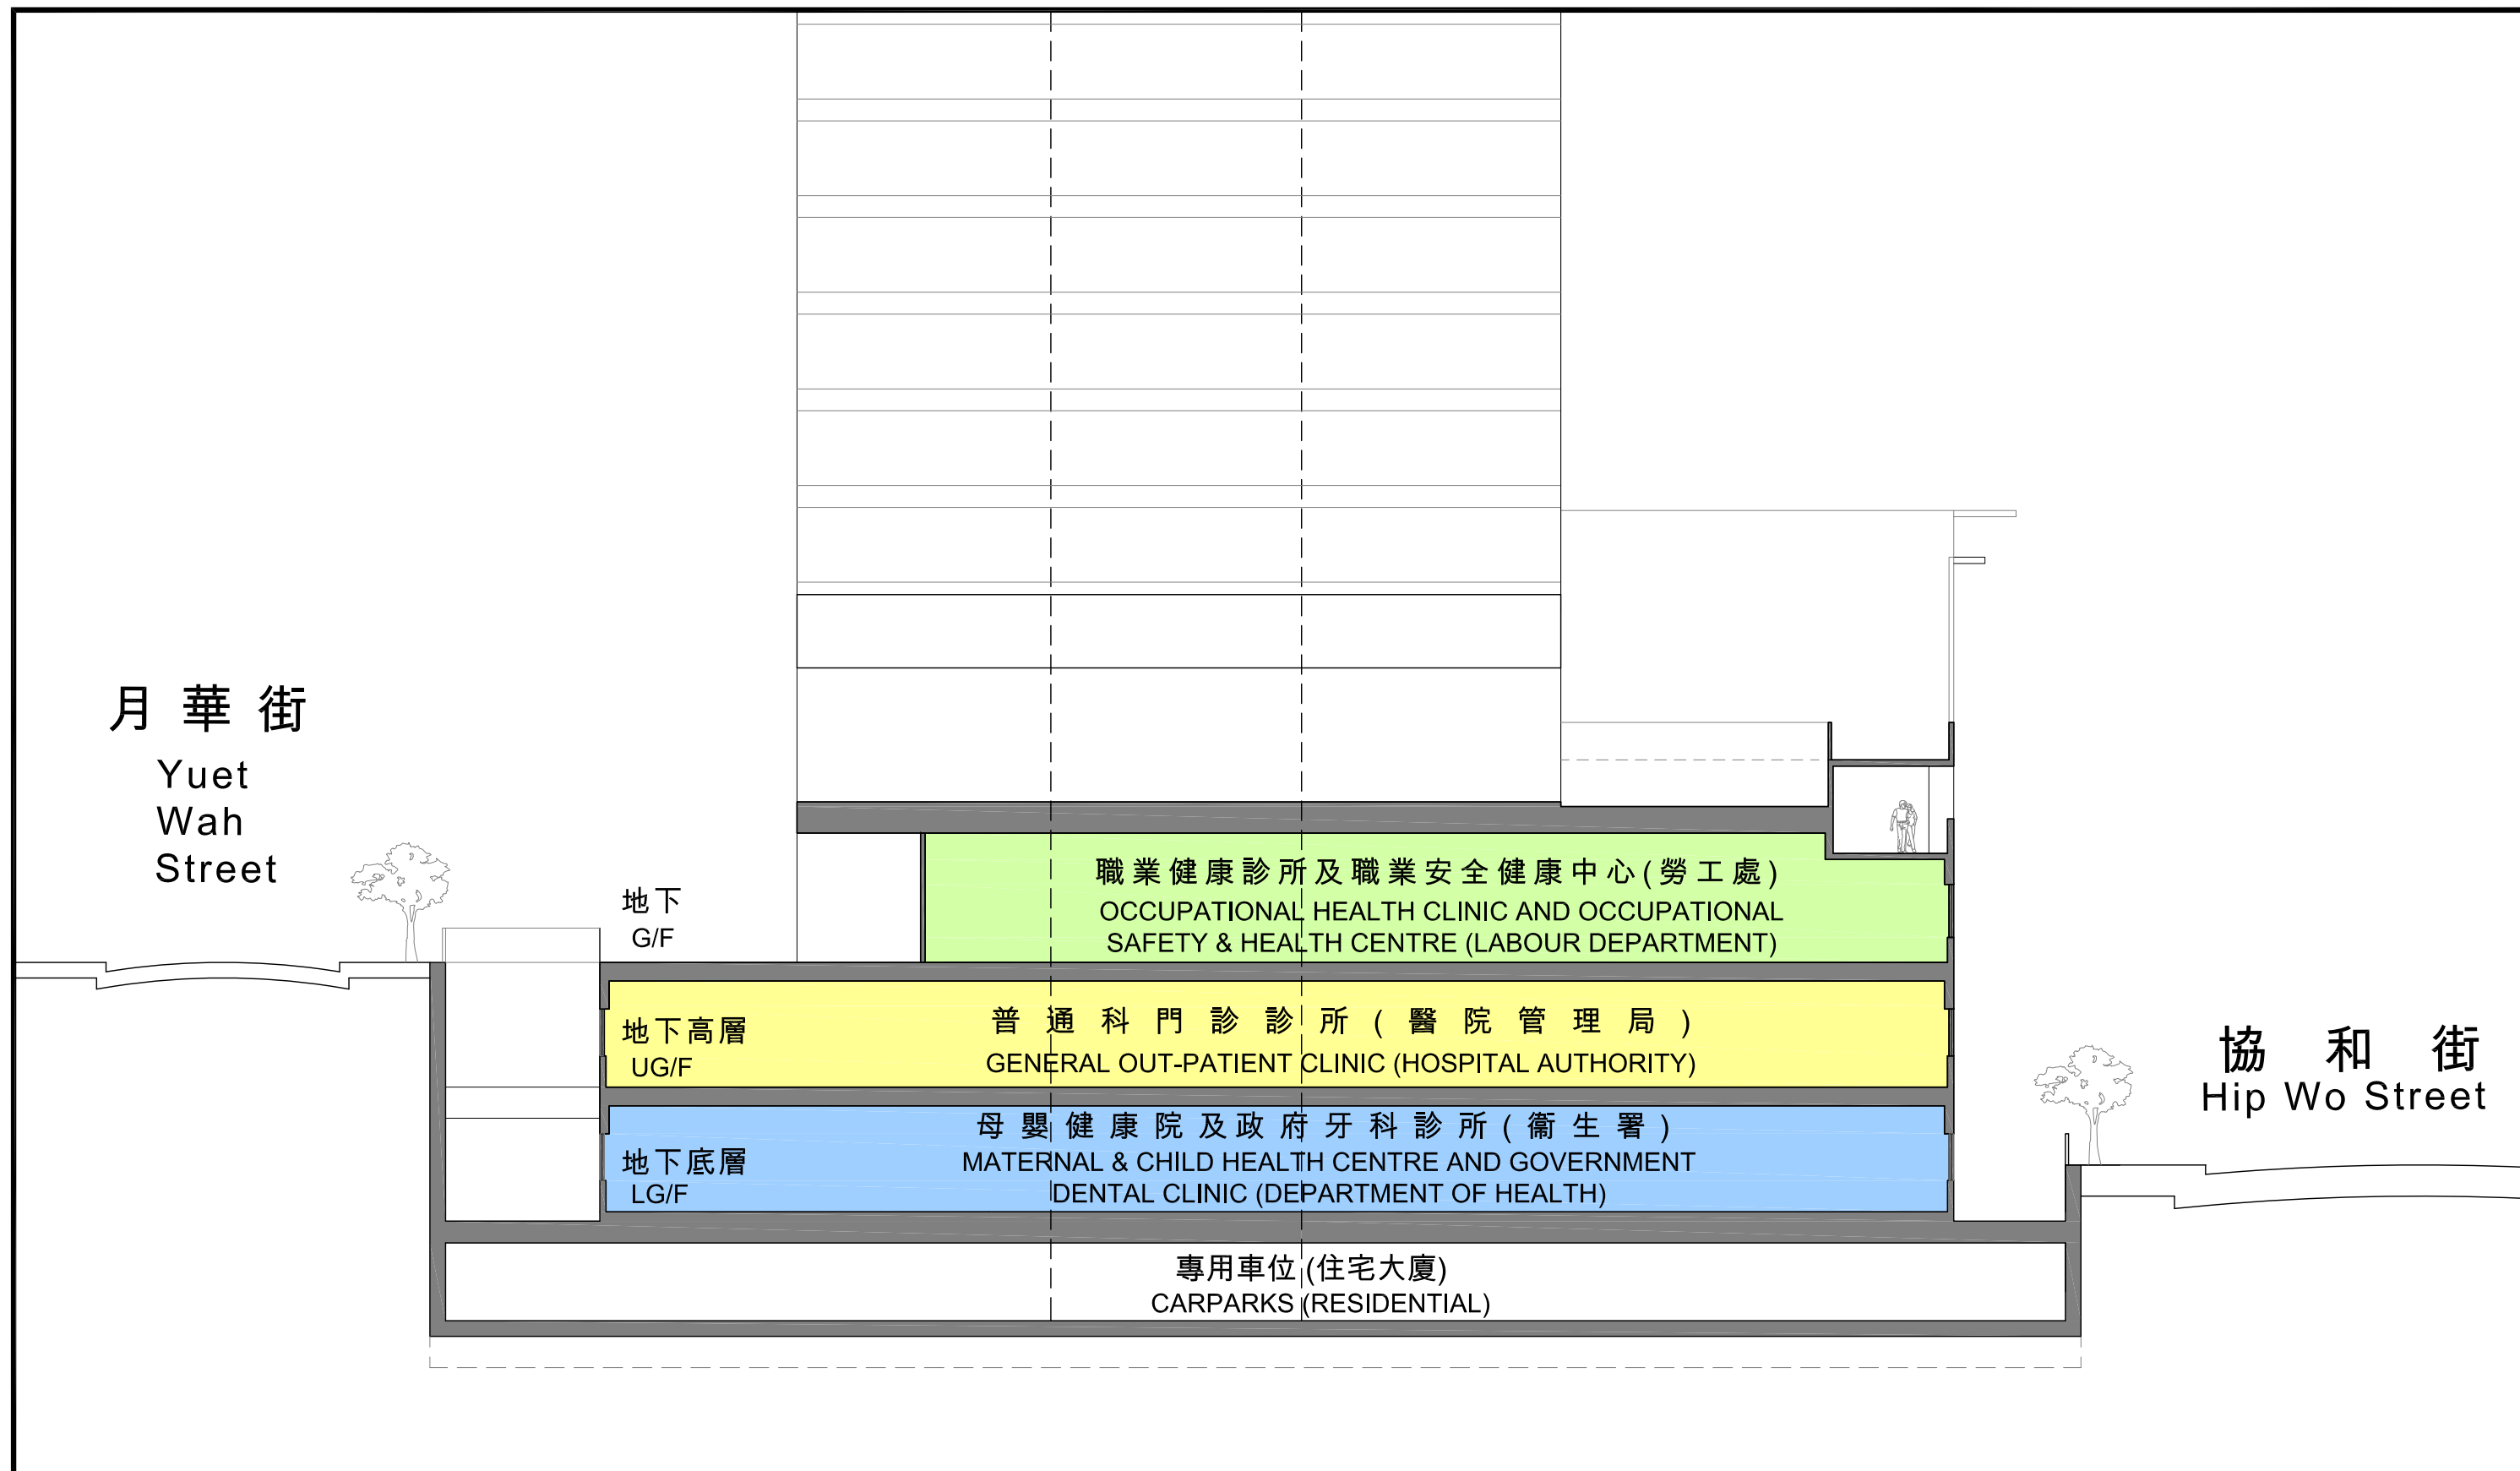 月華街
Yuet
Wah
Street
地下
G/F
職業健康診所及職業安全健康中心(勞工處)
OCCUPATIONAL HEALTH CLINIC AND OCCUPATIONAL
SAFETY & HEALTH CENTRE (LABOUR DEPARTMENT)
地下高層
UG/F
普通科門診診所(醫院管理局)
GENERAL OUT-PATIENT CLINIC (HOSPITAL AUTHORITY)
協和街
Hip Wo Street
地下底層
LG/F
母嬰健康院及政府牙科診所(衞生署)
MATERNAL & CHILD HEALTH CENTRE AND GOVERNMENT
DENTAL CLINIC (DEPARTMENT OF HEALTH)
專用車位(住宅大廈)
CARPARKS (RESIDENTIAL)